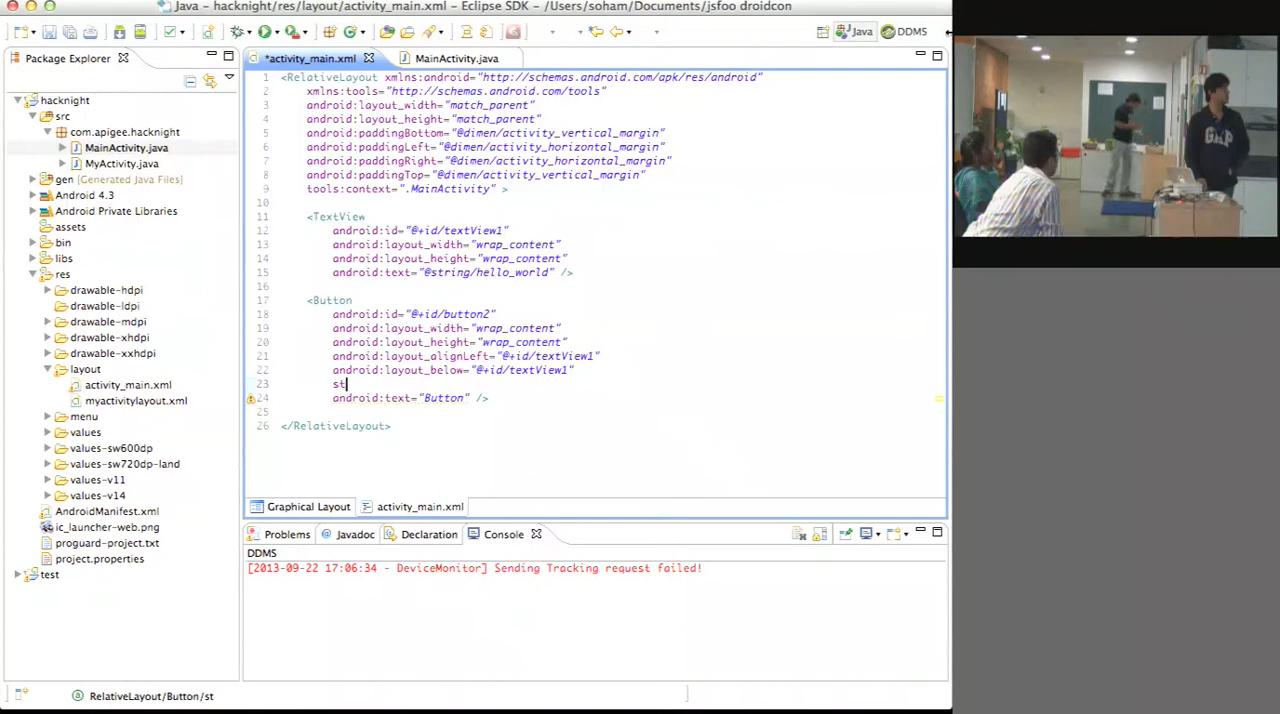 Java - hacknight/res/layout/activity_main.xml - Eclipse SDK - /Users/soham/Documents/jsfoo droidcon
Java
DDMS
Package Explorer
*activity_main.xml
MainActivity.java
hacknight
src
com.apigee.hacknight
MainActivity.java
MyActivity.java
gen [Generated Java Files]
Android 4.3
Android Private Libraries
assets
bin
libs
res
drawable-hdpi
drawable-ldpi
drawable-mdpi
drawable-xhdpi
drawable-xxhdpi
layout
activity_main.xml
myactivitylayout.xml
menu
values
values-sw600dp
values-sw720dp-land
values-v11
values-v14
AndroidManifest.xml
ic_launcher-web.png
proguard-project.txt
project.properties
test
1 <RelativeLayout xmlns:android="http://schemas.android.com/apk/res/android"
2 xmlns:tools="http://schemas.android.com/tools"
3 android:layout_width="match_parent"
4 android:layout_height="match_parent"
5 android:paddingBottom="@dimen/activity_vertical_margin"
6 android:paddingLeft="@dimen/activity_horizontal_margin"
7 android:paddingRight="@dimen/activity_horizontal_margin"
8 android:paddingTop="@dimen/activity_vertical_margin"
9 tools:context=".MainActivity" >
10
11 <TextView
12 android:id="@+id/textView1"
13 android:layout_width="wrap_content"
14 android:layout_height="wrap_content"
15 android:text="@string/hello_world" />
16
17 <Button
18 android:id="@+id/button2"
19 android:layout_width="wrap_content"
20 android:layout_height="wrap_content"
21 android:layout_alignLeft="@+id/textView1"
22 android:layout_below="@+id/textView1"
23 st
24 android:text="Button" />
25
26 </RelativeLayout>
Graphical Layout
activity_main.xml
Problems
@ Javadoc
Declaration
Console
DDMS
[2013-09-22 17:06:34 - DeviceMonitor] Sending Tracking request failed!
RelativeLayout/Button/st
GAP